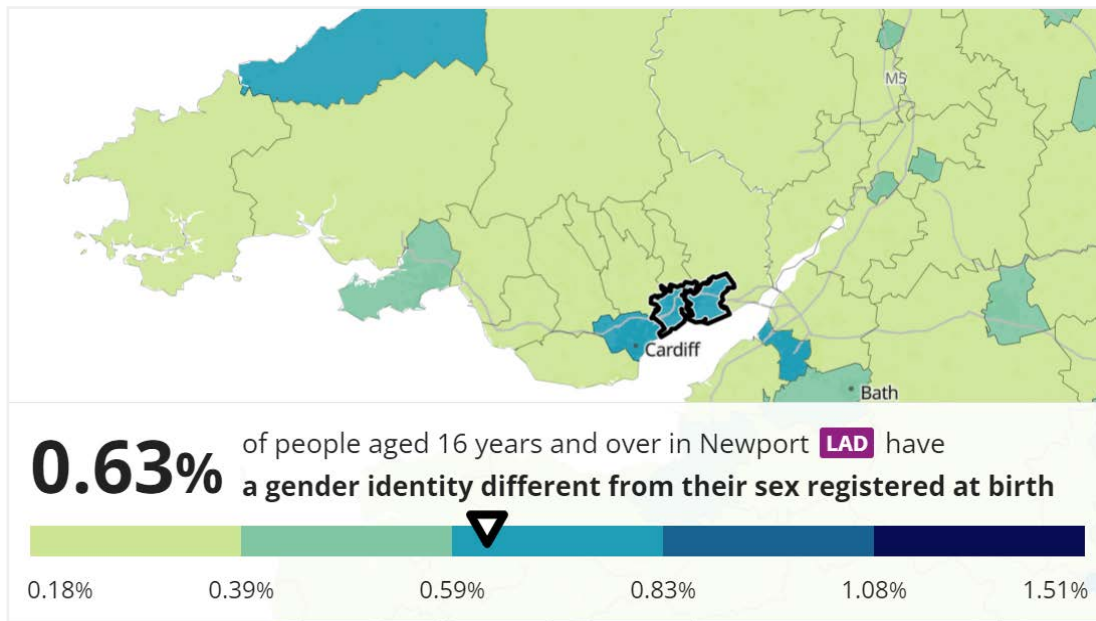 M5
Cardiff
Bath
0.63% of people aged 16 years and over in Newport LAD have
a gender identity different from their sex registered at birth
0.18% 0.39% 0.59% 0.83% 1.08% 1.51%